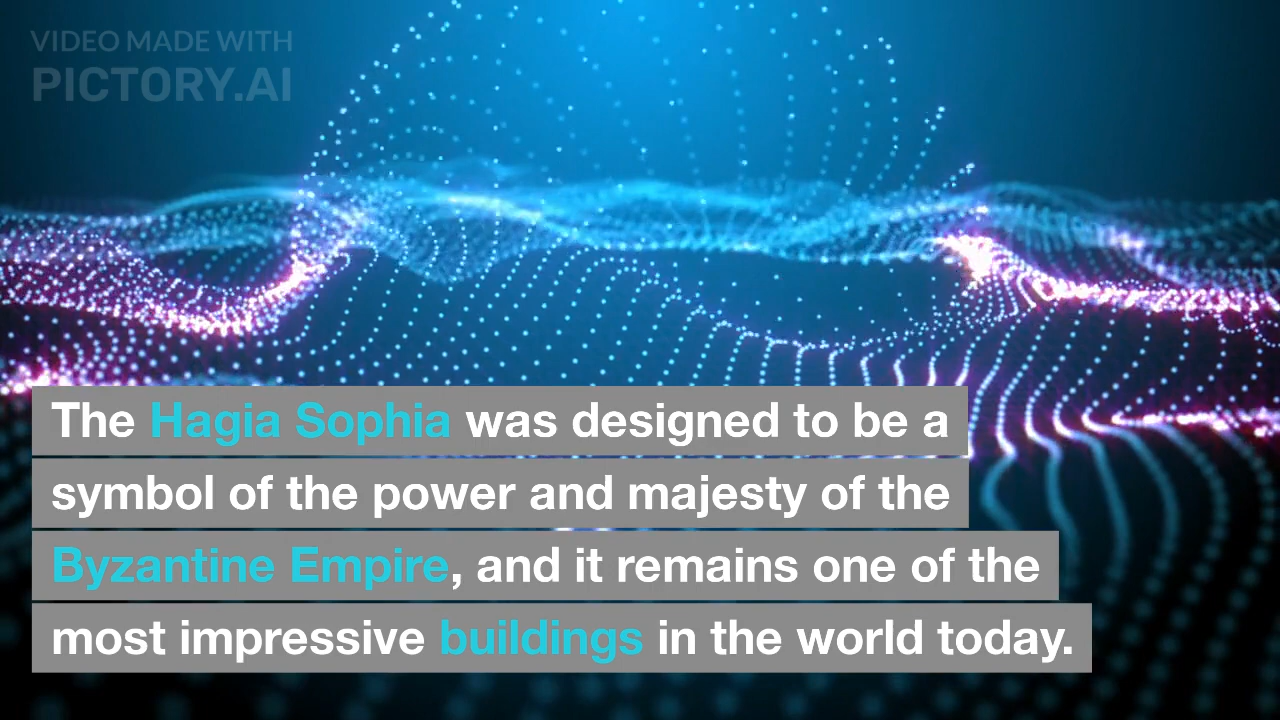 VIDEO MADE WITH
PICTORY.AI
The Hagia Sophia was designed to be a
symbol of the power and majesty of the
Byzantine Empire, and it remains one of the
most impressive buildings in the world today.